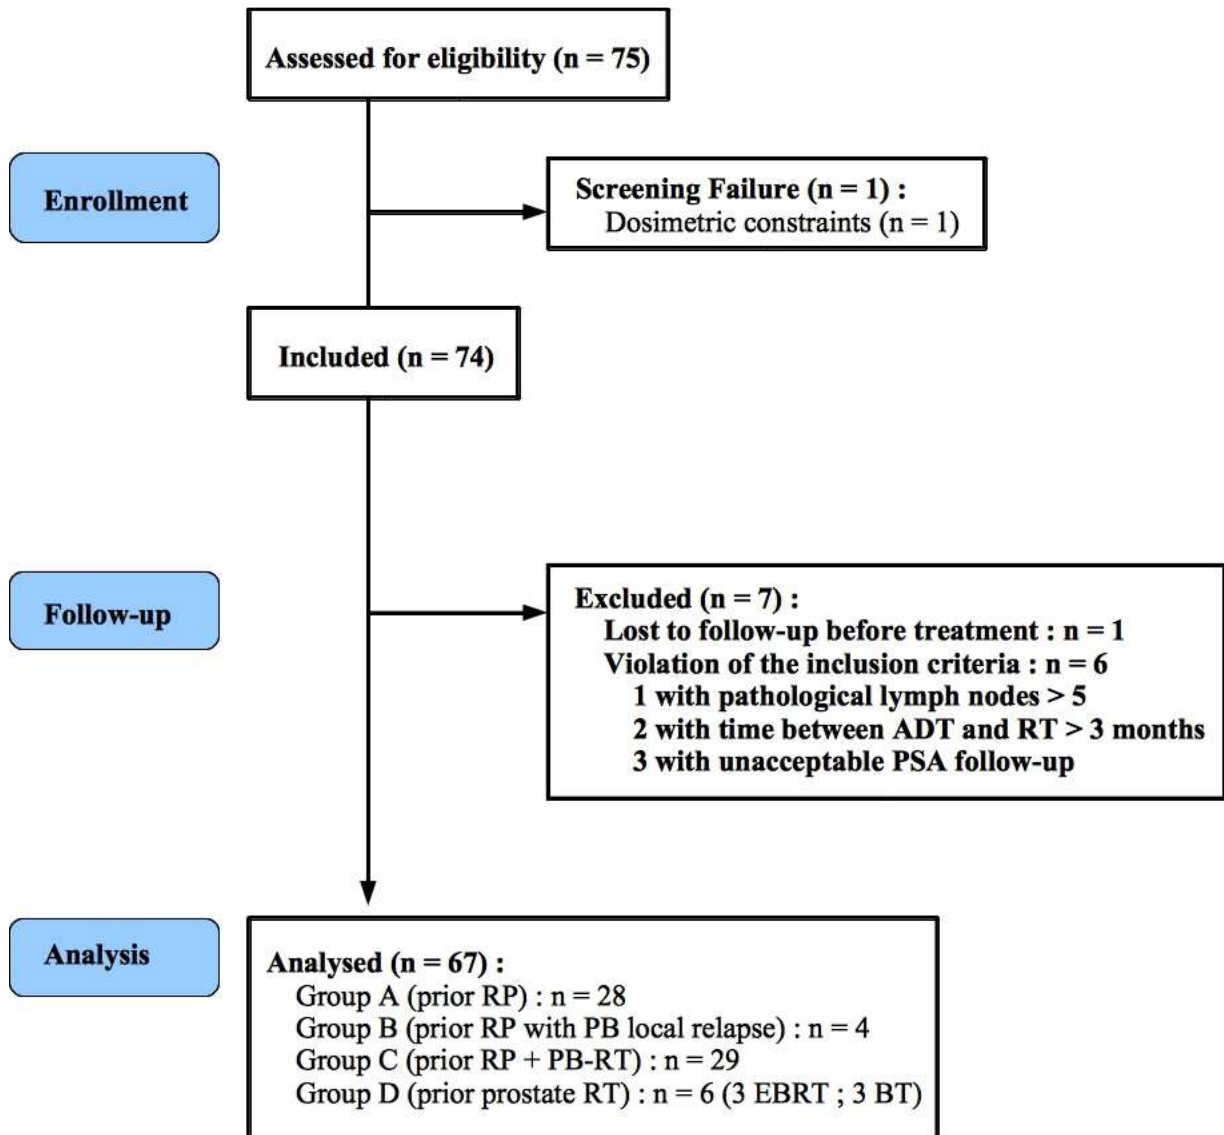 Assessed for eligibility (n = 75)
Enrollment
Screening Failure (n = 1) :
Dosimetric constraints (n = 1)
Included (n = 74)
Follow-up
Excluded (n = 7) :
Lost to follow-up before treatment : n = 1
Violation of the inclusion criteria : n = 6
1 with pathological lymph nodes > 5
2 with time between ADT and RT > 3 months
3 with unacceptable PSA follow-up
Analysis
Analysed (n = 67) :
Group A (prior RP) : n = 28
Group B (prior RP with PB local relapse) : n = 4
Group C (prior RP + PB-RT) : n = 29
Group D (prior prostate RT) : n = 6 (3 EBRT ; 3 BT)